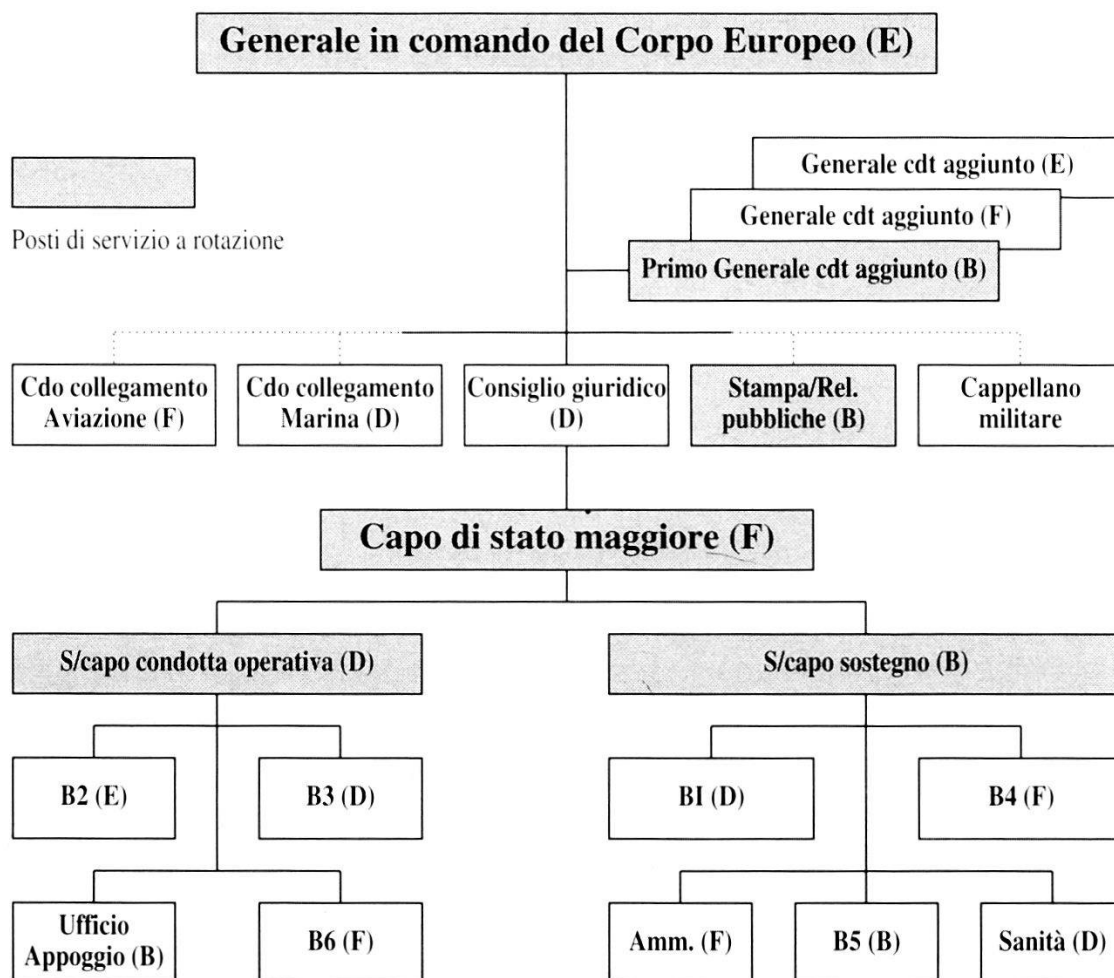 Generale in comando del Corpo Europeo (E)
Generale cdt aggiunto (E)
Generale cdt aggiunto (F)
Posti di servizio a rotazione
Primo Generale cdt aggiunto (B)
Cdo collegamento
Aviazione (F)
Cdo collegamento
Marina (D)
Consiglio giuridico
(D)
Stampa/Rel.
pubbliche (B)
Cappellano
militare
Capo di stato maggiore (F)
S/capo condotta operativa (D)
S/capo sostegno (B)
B2 (E)
B3 (D)
BI (D)
B4 (F)
Ufficio
Appoggio (B)
B6 (F)
Amm. (F)
B5 (B)
Sanità (D)